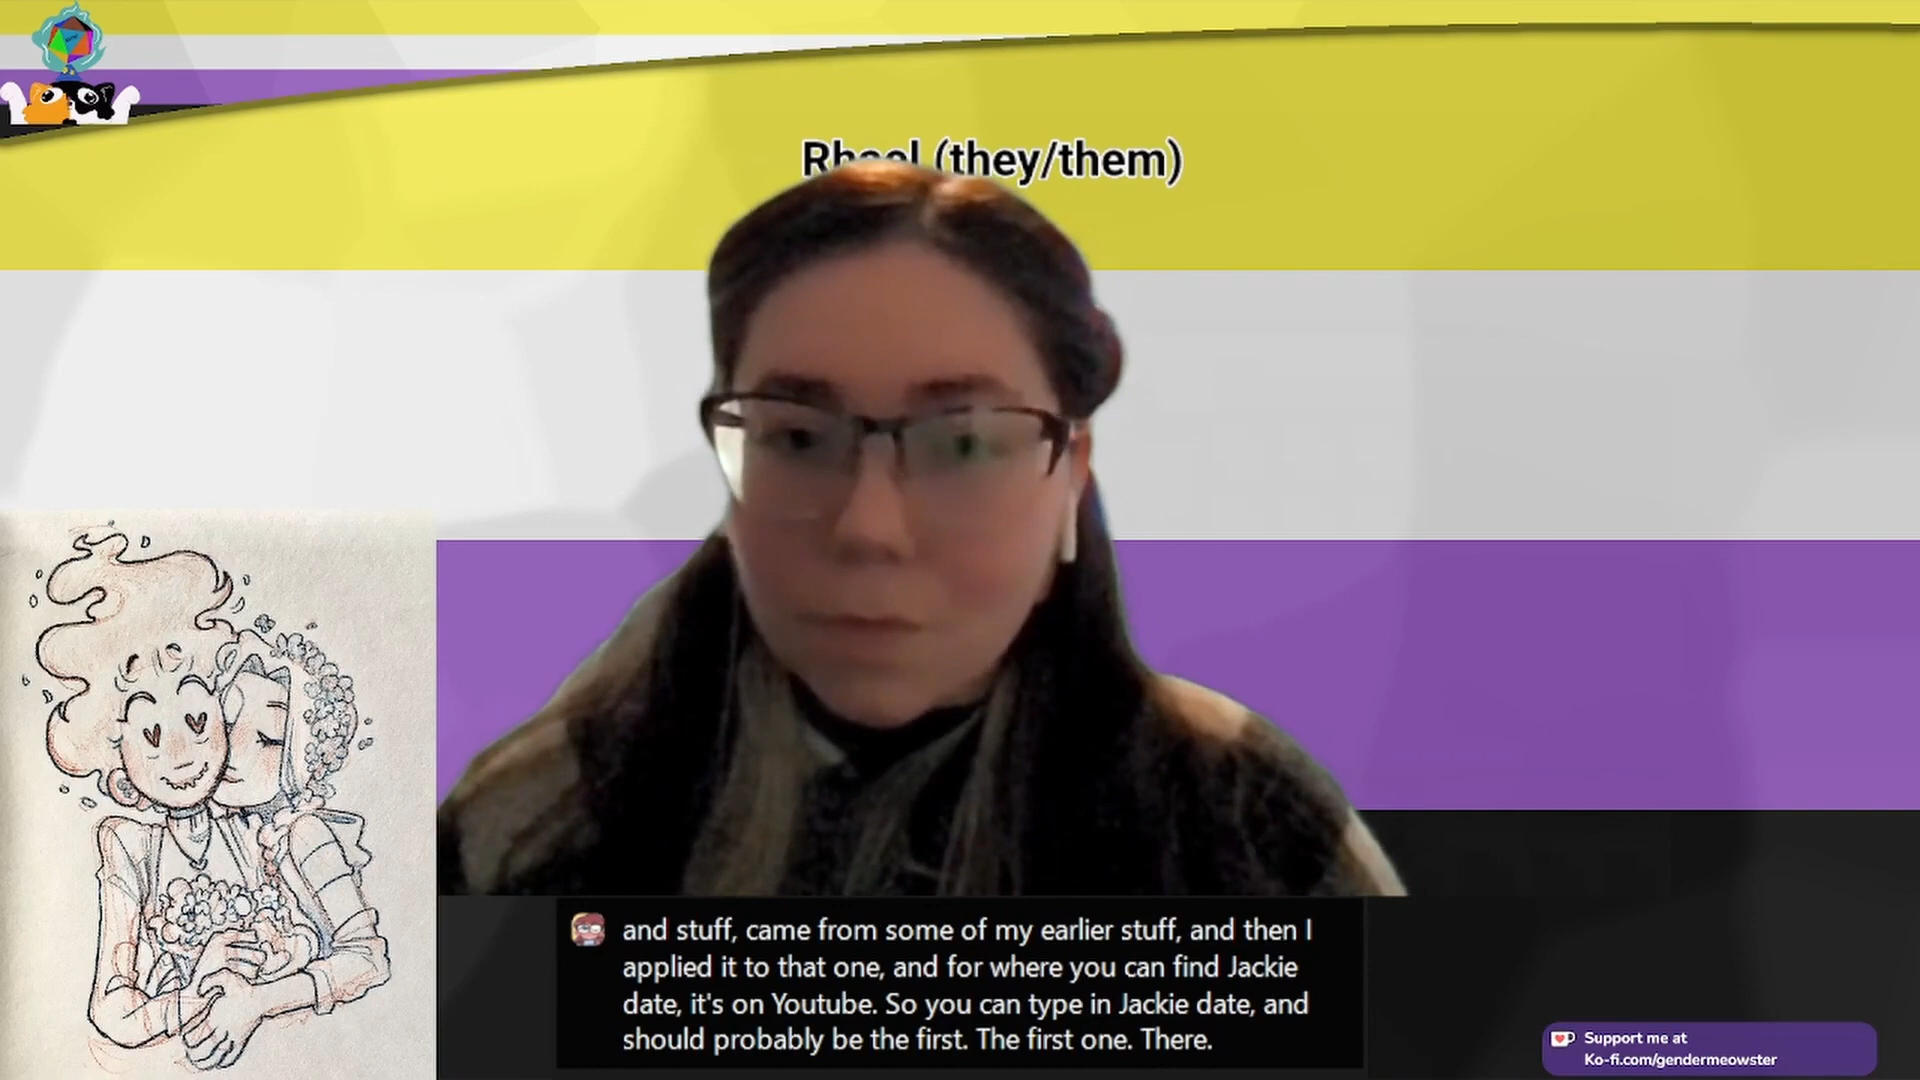 Rhael (they/them)
and stuff, came from some of my earlier stuff, and then I
applied it to that one, and for where you can find Jackie
date, it's on Youtube. So you can type in Jackie date, and
should probably be the first. The first one. There.
Support me at
Ko-fi.com/gendermeowster